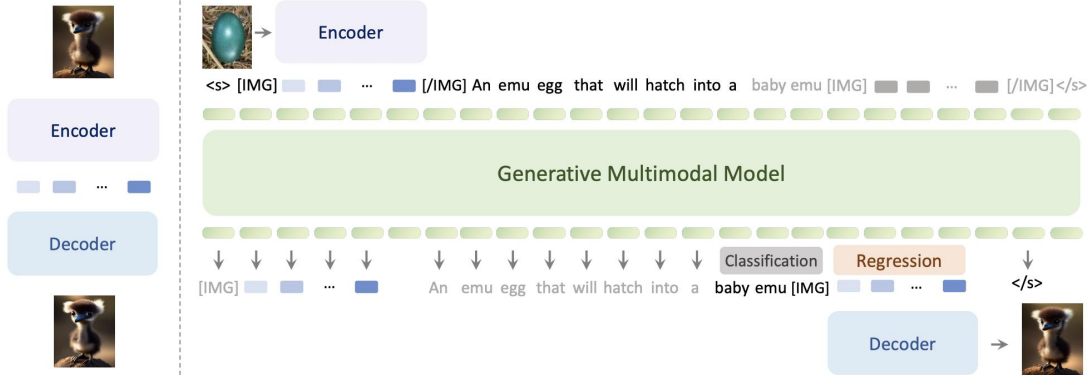 Encoder
...
Decoder
Encoder
<s> [IMG] ... [/IMG] An emu egg that will hatch into a baby emu [IMG] ... [/IMG] </s>
Generative Multimodal Model
Classification Regression
[IMG] ... An emu egg that will hatch into a baby emu [IMG] ... </s>
Decoder